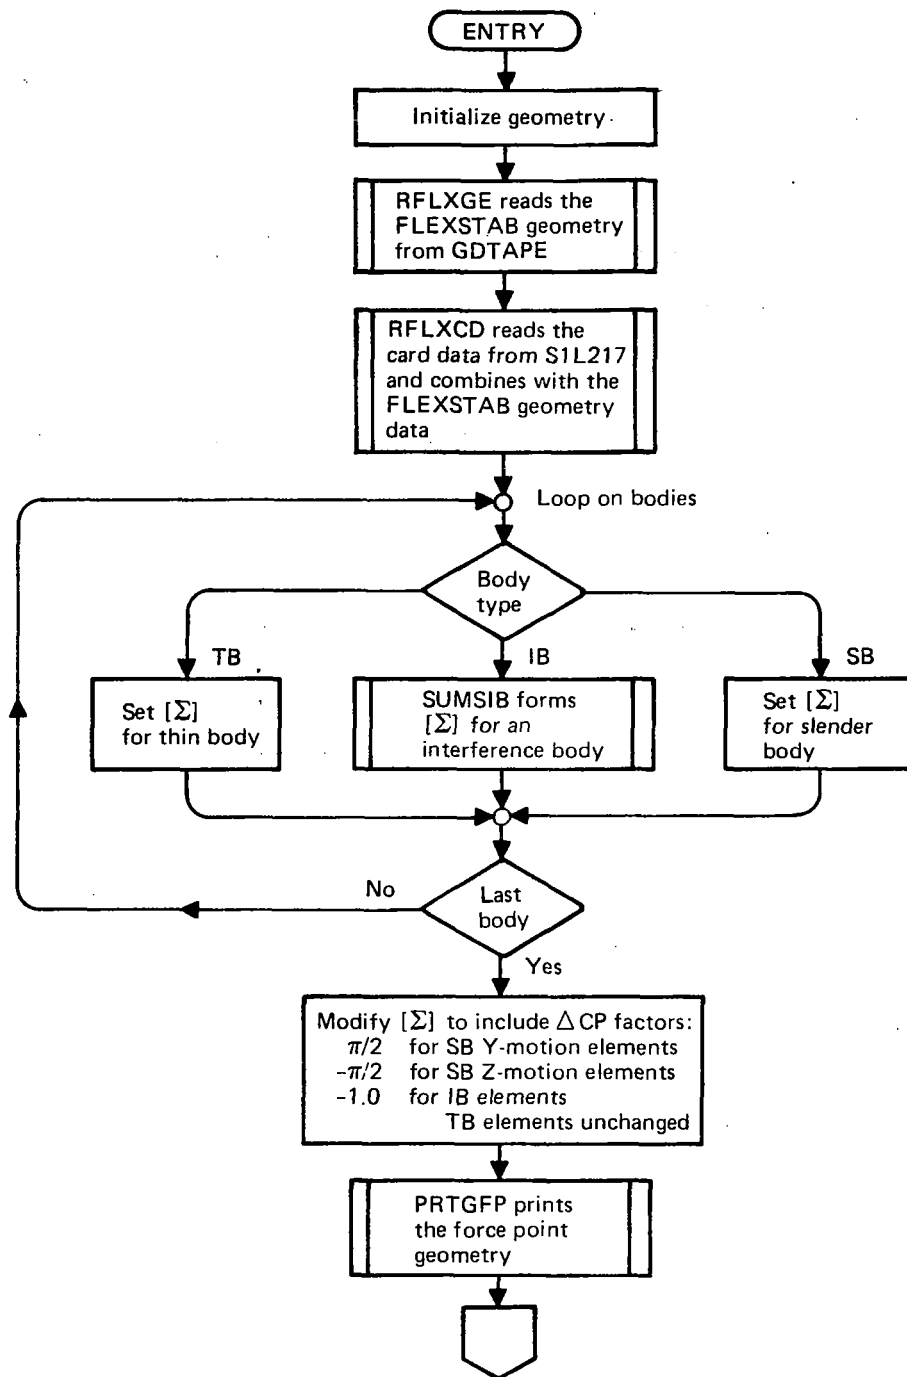 ENTRY
Initialize geometry
RFLXGE reads the
FLEXSTAB geometry
from GDTAPE
RFLXCD reads the
card data from S1L217
and combines with the
FLEXSTAB geometry
data
Loop on bodies
Body
type
TB
IB
SB
Set [Σ]
for thin body
SUMSIB forms
[Σ] for an
interference body
Set [Σ]
for slender
body
No
Last
body
Yes
Modify [Σ] to include △CP factors:
π/2 for SB Y-motion elements
-π/2 for SB Z-motion elements
-1.0 for IB elements
TB elements unchanged
PRTGFP prints
the force point
geometry